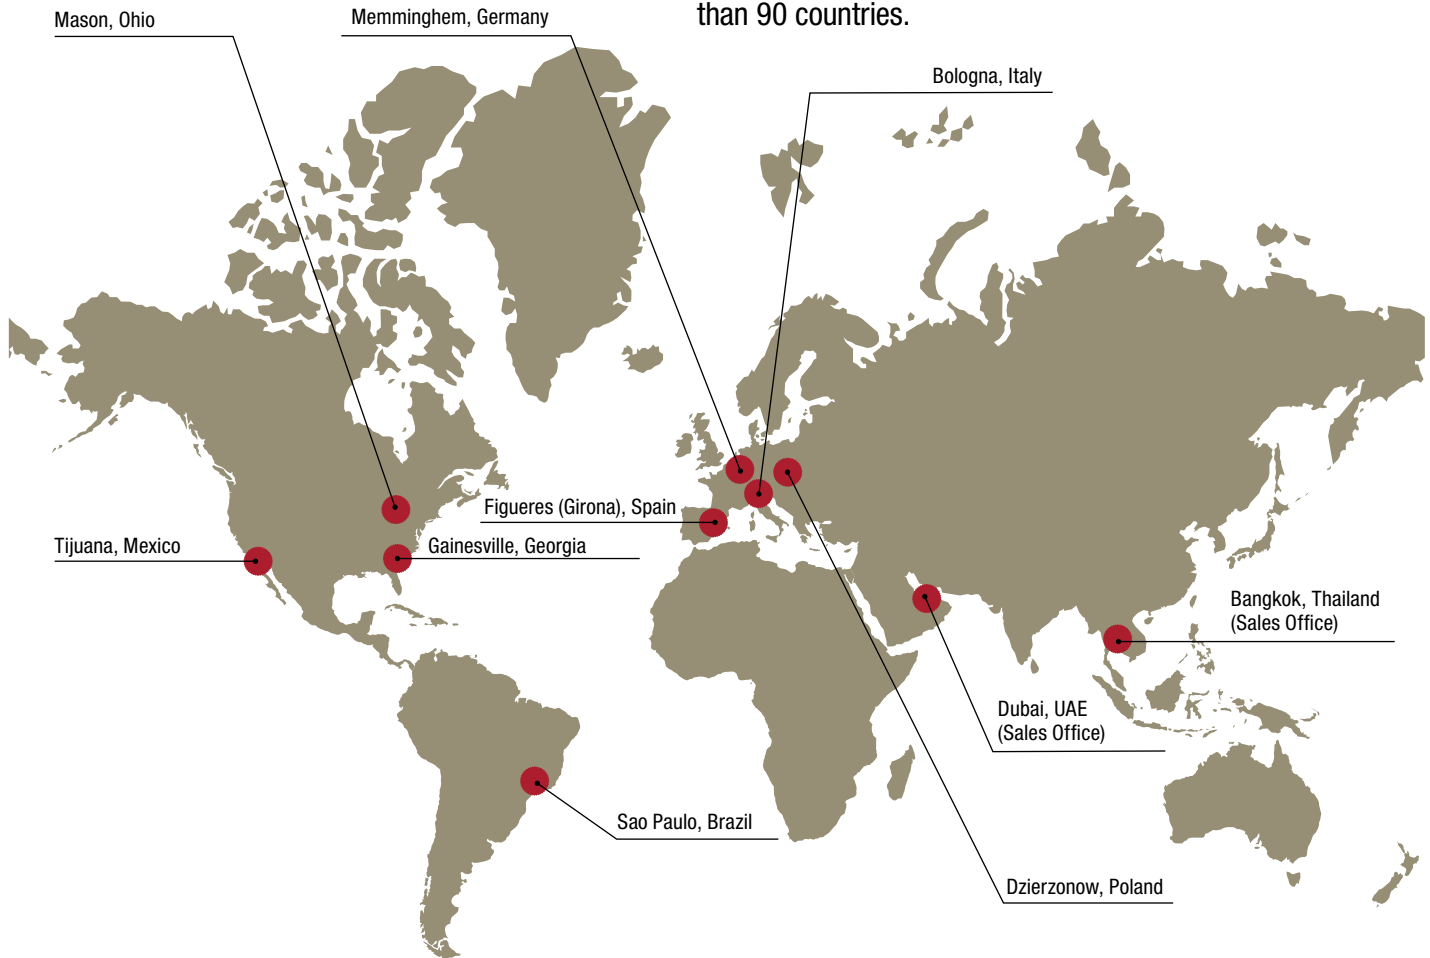 than 90 countries.
Mason, Ohio
Memminghem, Germany
Bologna, Italy
Figueres (Girona), Spain
Tijuana, Mexico
Gainesville, Georgia
Bangkok, Thailand
(Sales Office)
Dubai, UAE
(Sales Office)
Sao Paulo, Brazil
Dzierzonow, Poland